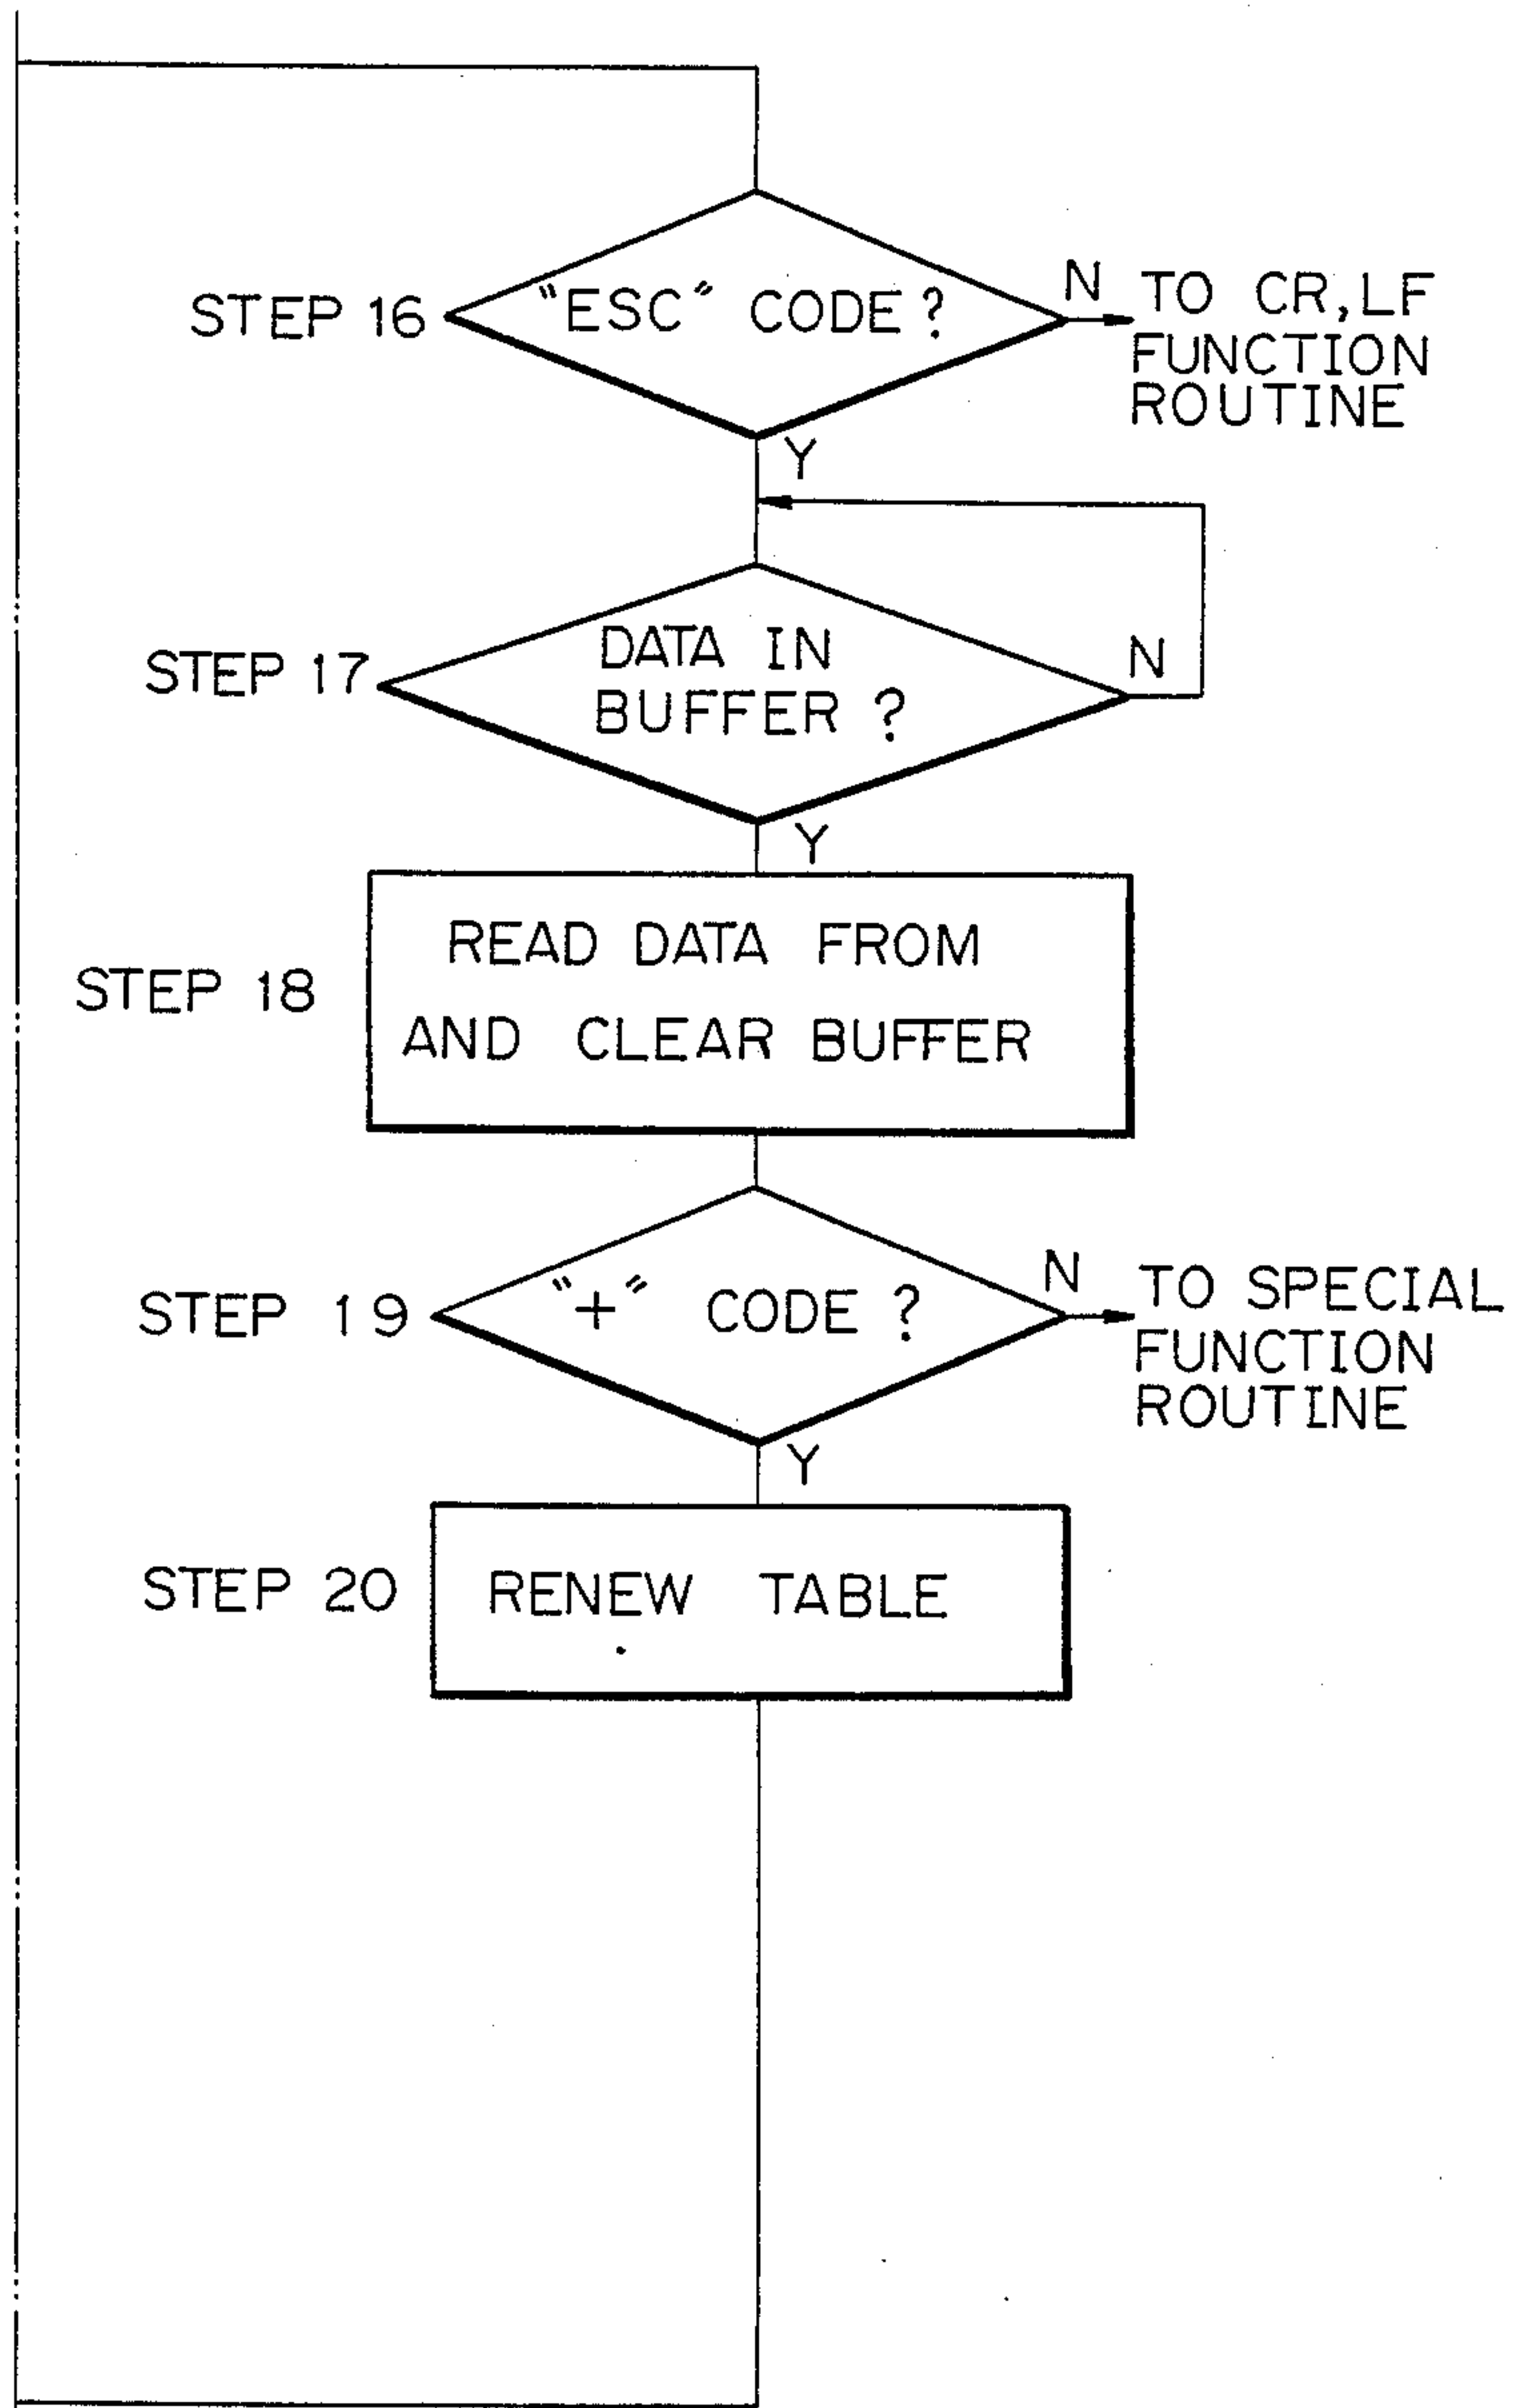 STEP 16
"ESC" CODE?
N
TO CR,LF
FUNCTION
ROUTINE
Y
STEP 17
DATA IN
BUFFER ?
N
Y
STEP 18
READ DATA FROM
AND CLEAR BUFFER
STEP 19
"+" CODE ?
N
TO SPECIAL
FUNCTION
ROUTINE
Y
STEP 20
RENEW TABLE